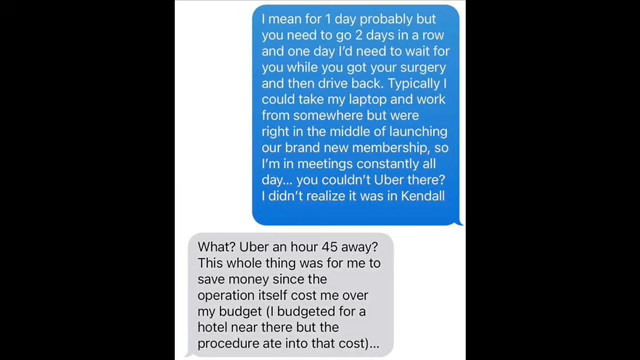 I mean for 1 day probably but
you need to go 2 days in a row
and one day I'd need to wait for
you while you got your surgery
and then drive back. Typically I
could take my laptop and work
from somewhere but were
right in the middle of launching
our brand new membership, so
I'm in meetings constantly all
day... you couldn't Uber there?
I didn't realize it was in Kendall
What? Uber an hour 45 away?
This whole thing was for me to
save money since the
operation itself cost me over
my budget (I budgeted for a
hotel near there but the
procedure ate into that cost)...